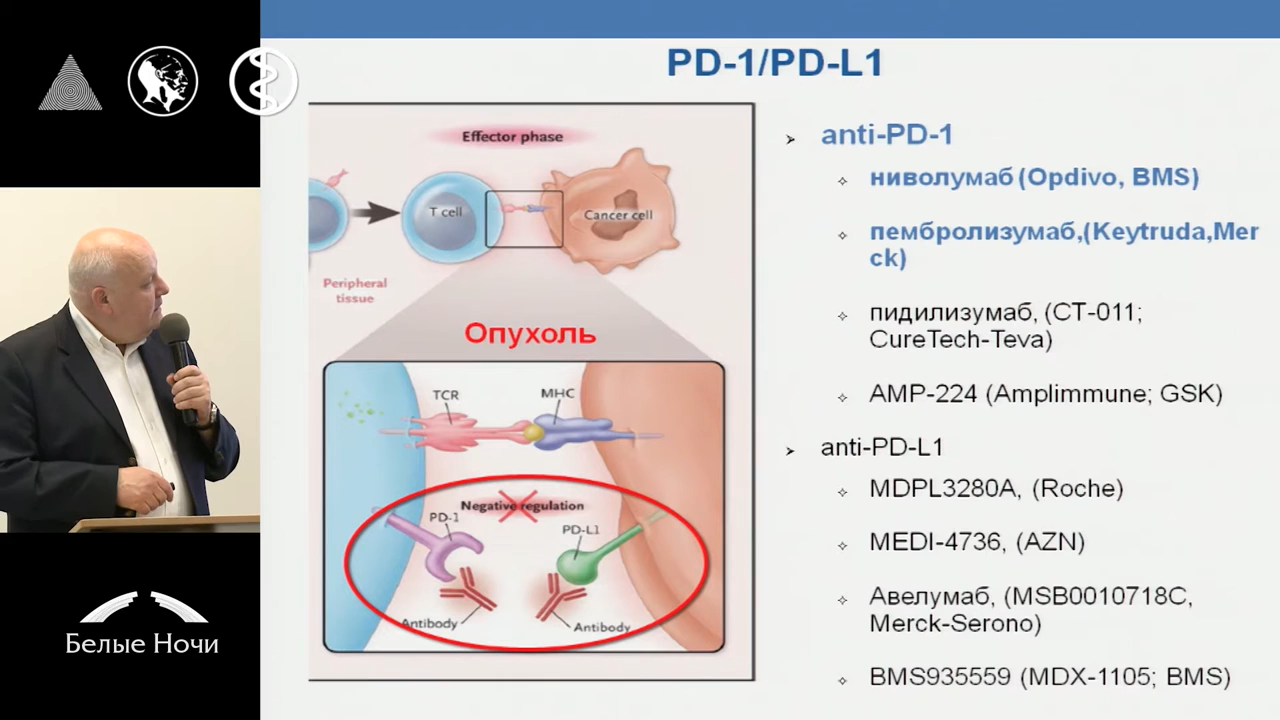 PD-1/PD-L1
Effector phase
T cell
Cancer cell
Peripheral
tissue
Опухоль
TCR
MHC
Negative regulation
PD-1
PD-L1
Antibody
Antibody
anti-PD-1
ниволумаб (Opdivo, BMS)
пембролизумаб,(Keytruda,Mer
ck)
пидилизумаб, (CT-011;
CureTech-Teva)
AMP-224 (Amplimmune; GSK)
anti-PD-L1
MDPL3280A, (Roche)
MEDI-4736, (AZN)
Авелумаб, (MSB0010718C,
Merck-Serono)
BMS935559 (MDX-1105; BMS)
Белые Ночи